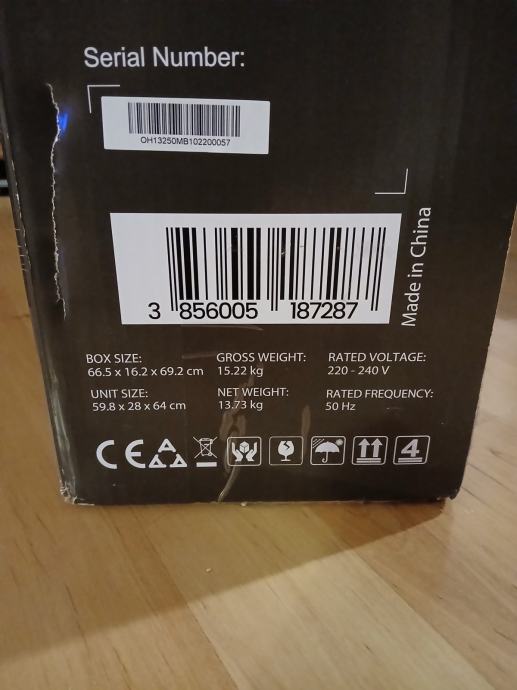 Serial Number:
OH13250MB102200057
3 856005 187287
Made in China
BOX SIZE:
66.5 x 16.2 x 69.2 cm
GROSS WEIGHT:
15.22 kg
RATED VOLTAGE:
220 - 240 V
UNIT SIZE:
59.8 x 28 x 64 cm
NET WEIGHT:
13.73 kg
RATED FREQUENCY:
50 Hz
CE
4